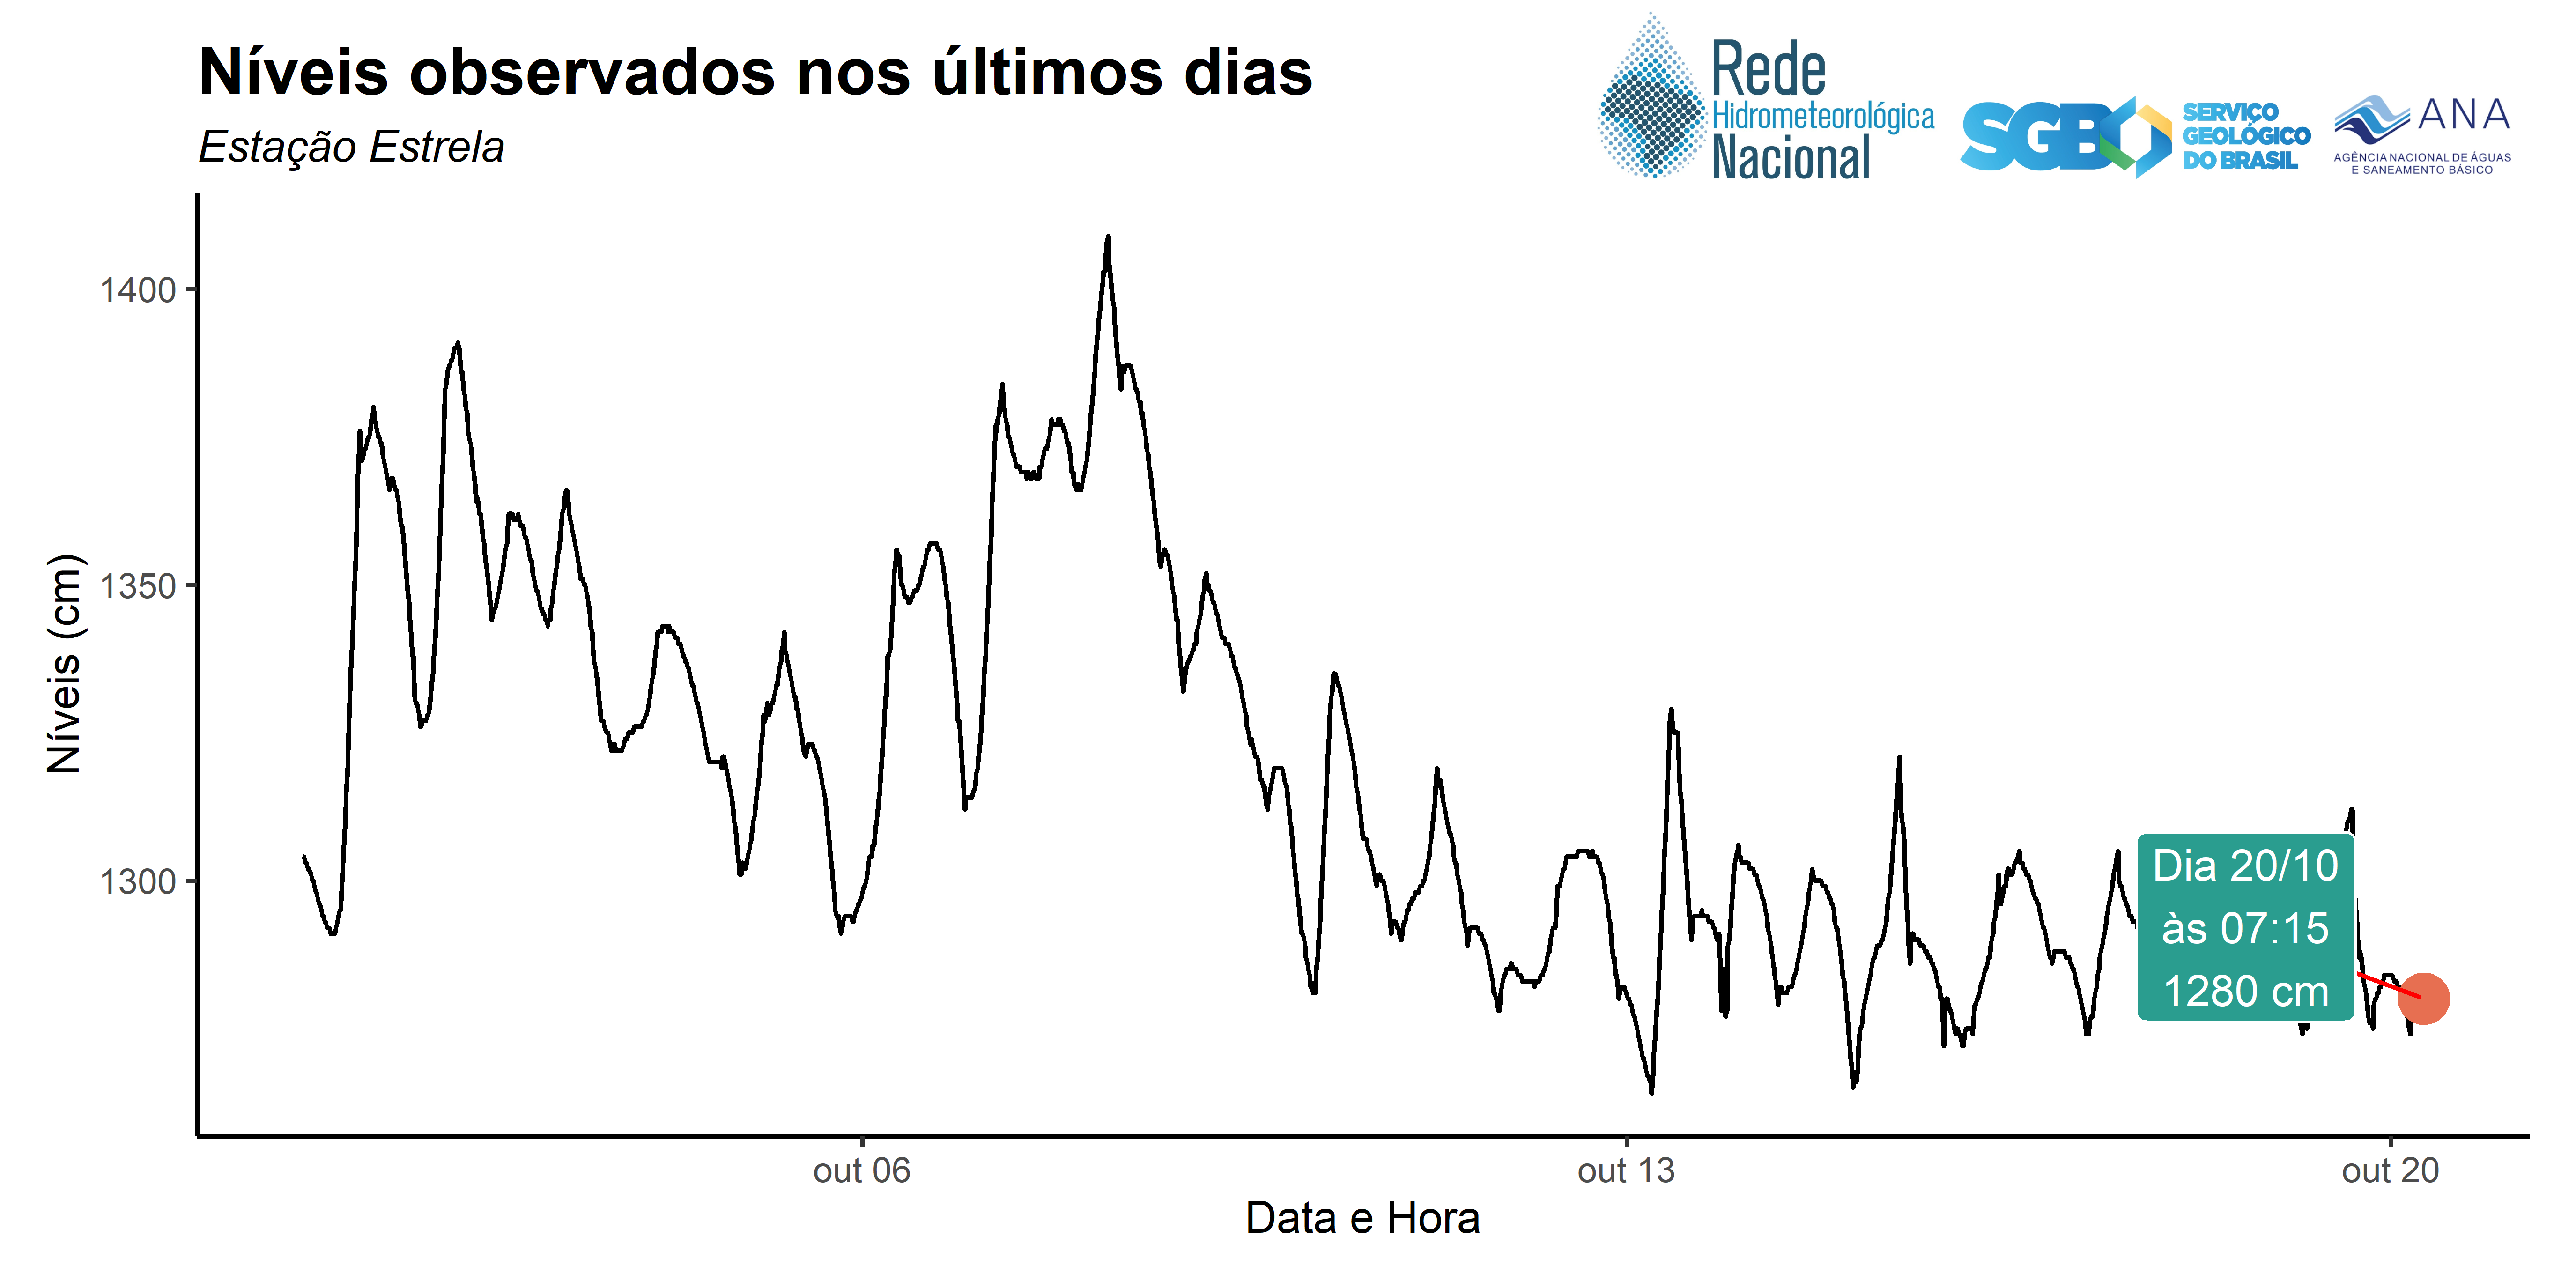 Níveis observados nos últimos dias
Estação Estrela
Rede
Hidrometeorológica
Nacional
SGB
SERVIÇO
GEOLÓGICO
DO BRASIL
ANA
AGÊNCIA NACIONAL DE ÁGUAS
E SANEAMENTO BÁSICO
Níveis (cm)
1400
1350
1300
Dia 20/10
às 07:15
1280 cm
out 06
out 13
out 20
Data e Hora